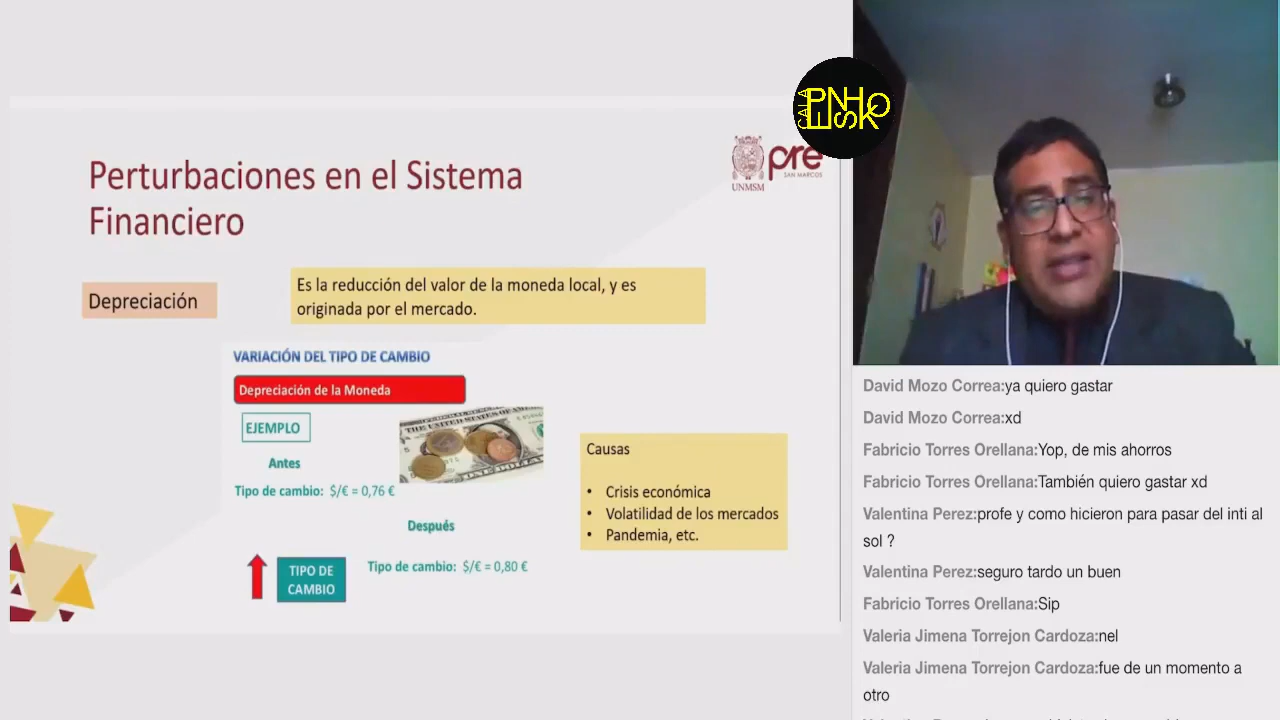 Perturbaciones en el Sistema
Financiero
UNMSM
pre
SAN MARCOS
Depreciación
Es la reducción del valor de la moneda local, y es
originada por el mercado.
VARIACIÓN DEL TIPO DE CAMBIO
Depreciación de la Moneda
EJEMPLO
Antes
Tipo de cambio: $/€ = 0,76 €
Después
Tipo de cambio: $/€ = 0,80 €
TIPO DE
CAMBIO
THE UNITED STATES OF AMERICA
Causas
• Crisis económica
• Volatilidad de los mercados
• Pandemia, etc.
David Mozo Correa:ya quiero gastar
David Mozo Correa:xd
Fabricio Torres Orellana:Yop, de mis ahorros
Fabricio Torres Orellana:También quiero gastar xd
Valentina Perez:profe y como hicieron para pasar del inti al
sol ?
Valentina Perez:seguro tardo un buen
Fabricio Torres Orellana:Sip
Valeria Jimena Torrejon Cardoza:nel
Valeria Jimena Torrejon Cardoza:fue de un momento a
otro